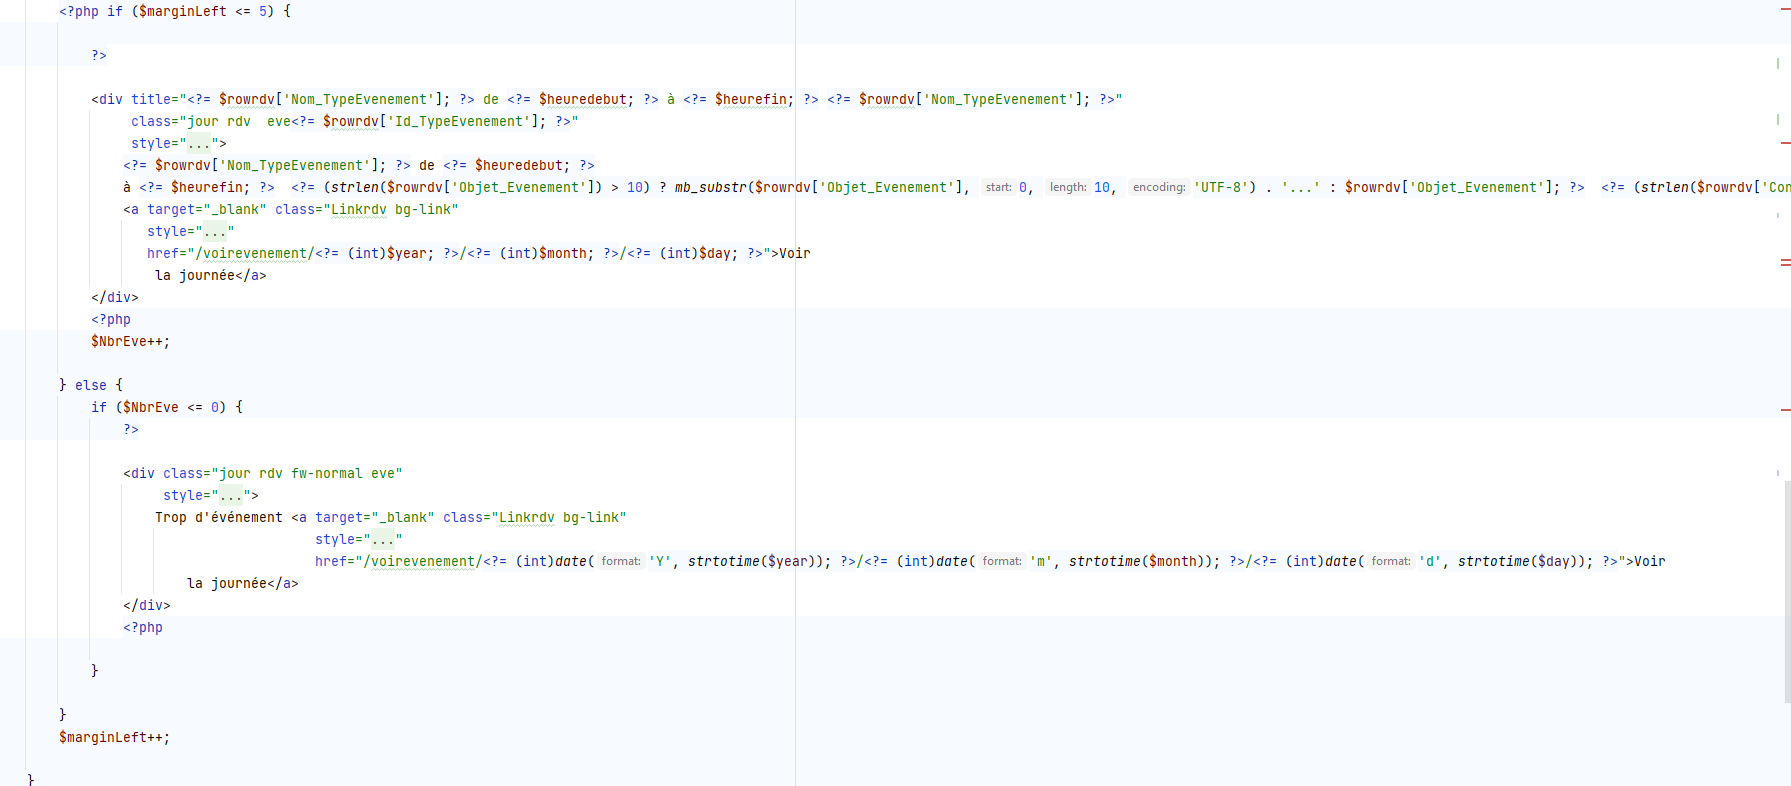 <?php if ($marginLeft <= 5) {
?>
<div title="<?= $rowrdv['Nom_TypeEvenement']; ?> de <?= $heuredebut; ?> à <?= $heurefin; ?> <?= $rowrdv['Nom_TypeEvenement']; ?>"
class="jour rdv  eve<?= $rowrdv['Id_TypeEvenement']; ?>"
style="...">
<?= $rowrdv['Nom_TypeEvenement']; ?> de <?= $heuredebut; ?>
à <?= $heurefin; ?>  <?= (strlen($rowrdv['Objet_Evenement']) > 10) ? mb_substr($rowrdv['Objet_Evenement'], start: 0, length: 10, encoding: 'UTF-8') . '...' : $rowrdv['Objet_Evenement']; ?>  <?= (strlen($rowrdv['Con
<a target="_blank" class="Linkrdv bg-link"
style="..."
href="/voirevenement/<?= (int)$year; ?>/<?= (int)$month; ?>/<?= (int)$day; ?>">Voir
la journée</a>
</div>
<?php
$NbrEve++;
} else {
if ($NbrEve <= 0) {
?>
<div class="jour rdv fw-normal eve"
style="...">
Trop d'événement <a target="_blank" class="Linkrdv bg-link"
style="..."
href="/voirevenement/<?= (int)date( format: 'Y', strtotime($year)); ?>/<?= (int)date( format: 'm', strtotime($month)); ?>/<?= (int)date( format: 'd', strtotime($day)); ?>">Voir
la journée</a>
</div>
<?php
}
}
$marginLeft++;
}